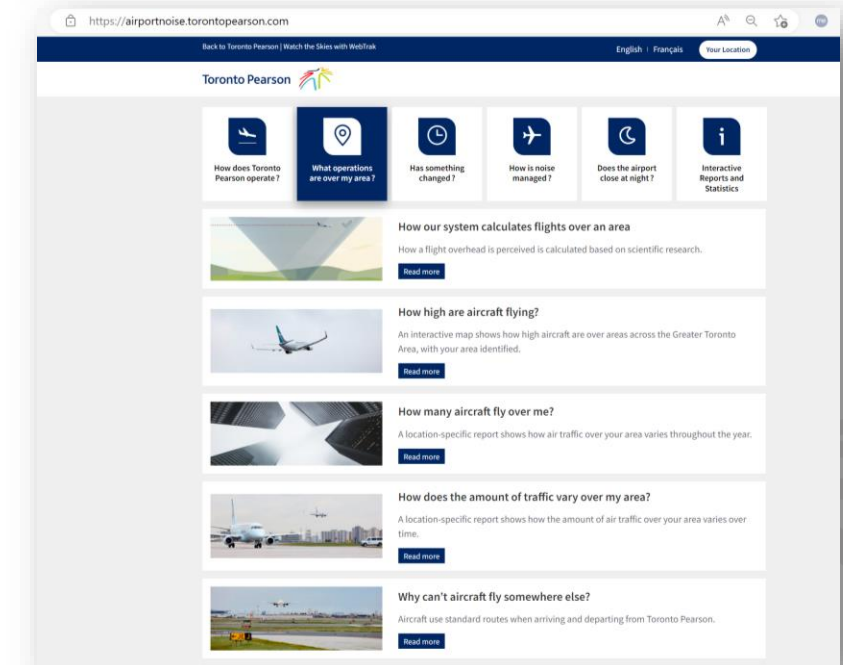 https://airportnoise.torontopearson.com
Back to Toronto Pearson | Watch the Skies with WebTrak
English | Français
Your Location
Toronto Pearson
How does Toronto
Pearson operate ?
What operations
are over my area ?
Has something
changed ?
How is noise
managed ?
Does the airport
close at night ?
Interactive
Reports and
Statistics
How our system calculates flights over an area
How a flight overhead is perceived is calculated based on scientific research.
Read more
How high are aircraft flying?
An interactive map shows how high aircraft are over areas across the Greater Toronto
Area, with your area identified.
Read more
How many aircraft fly over me?
A location-specific report shows how air traffic over your area varies throughout the year.
Read more
How does the amount of traffic vary over my area?
A location-specific report shows how the amount of air traffic over your area varies over
time.
Read more
Why can't aircraft fly somewhere else?
Aircraft use standard routes when arriving and departing from Toronto Pearson.
Read more